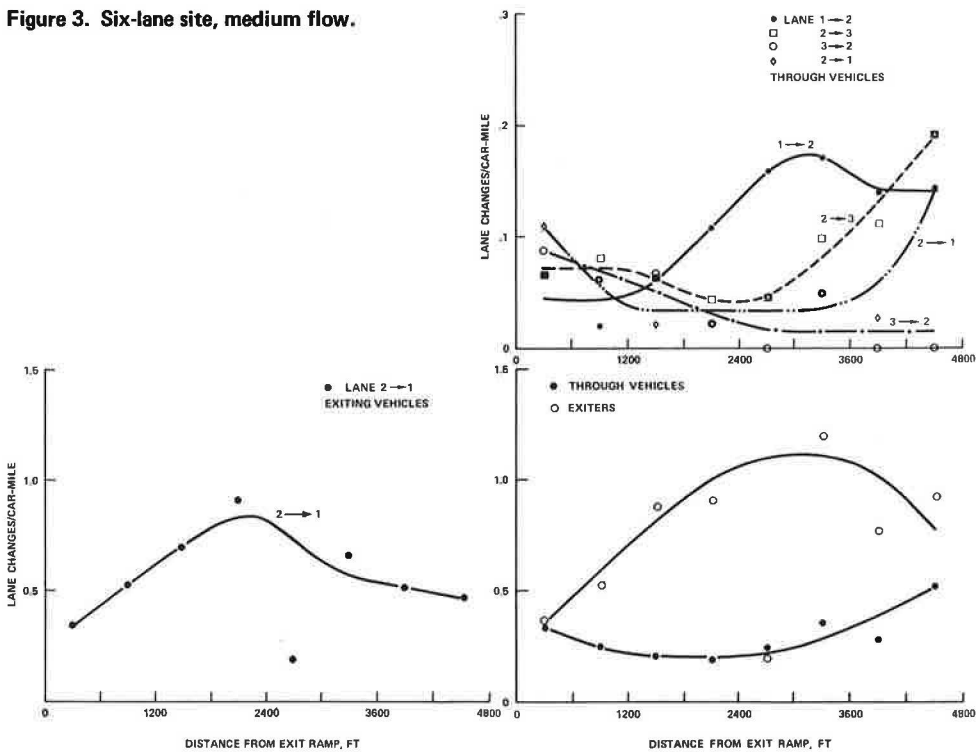 Figure 3. Six-lane site, medium flow.
.3
.2
.1
0
LANE CHANGES/CAR-MILE
LANE 1→2
2→3
3→2
2→1
THROUGH VEHICLES
1→2
2→3
2→1
3→2
0 1200 2400 3600 4800
1.5
1.0
0.5
0
LANE CHANGES/CAR-MILE
LANE 2→1
EXITING VEHICLES
2→1
0 1200 2400 3600 4800
DISTANCE FROM EXIT RAMP, FT
1.5
1.0
0.5
0
THROUGH VEHICLES
EXITERS
0 1200 2400 3600 4800
DISTANCE FROM EXIT RAMP, FT